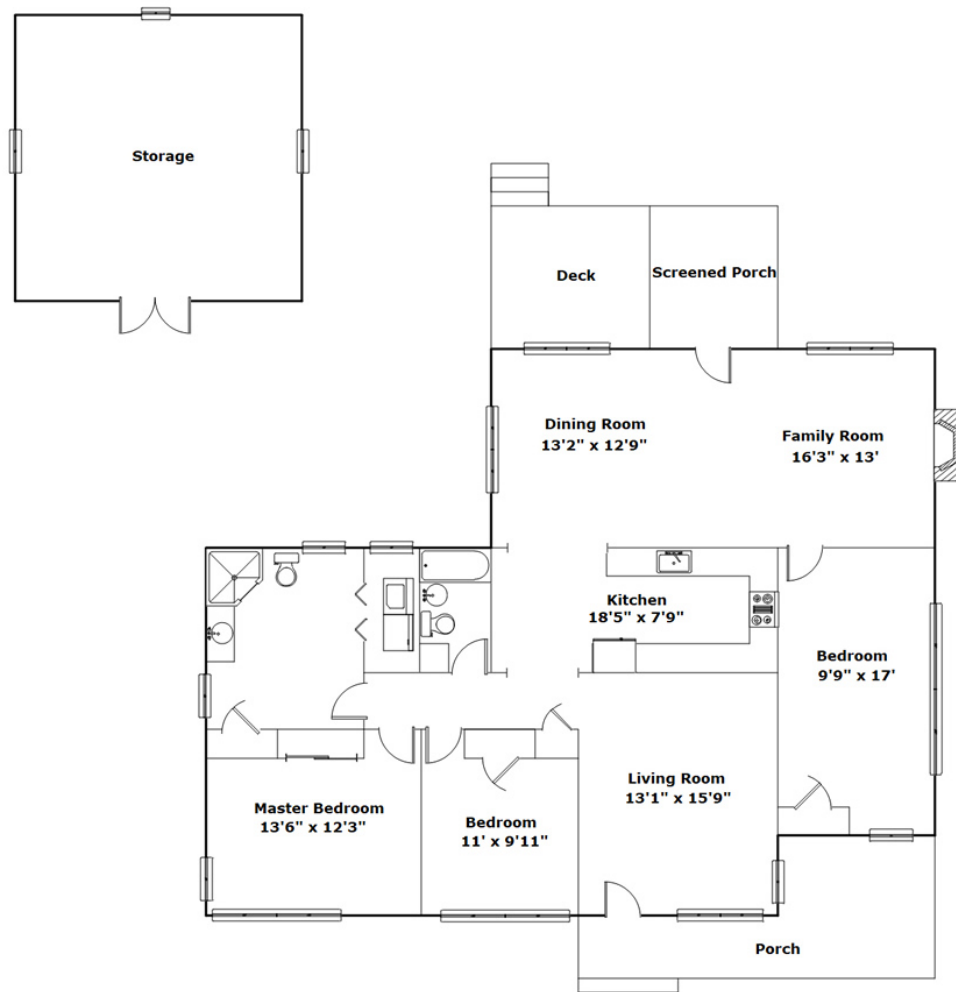 Storage
Deck
Screened Porch
Dining Room
13'2" x 12'9"
Family Room
16'3" x 13'
Kitchen
18'5" x 7'9"
Bedroom
9'9" x 17'
Living Room
13'1" x 15'9"
Master Bedroom
13'6" x 12'3"
Bedroom
11' x 9'11"
Porch